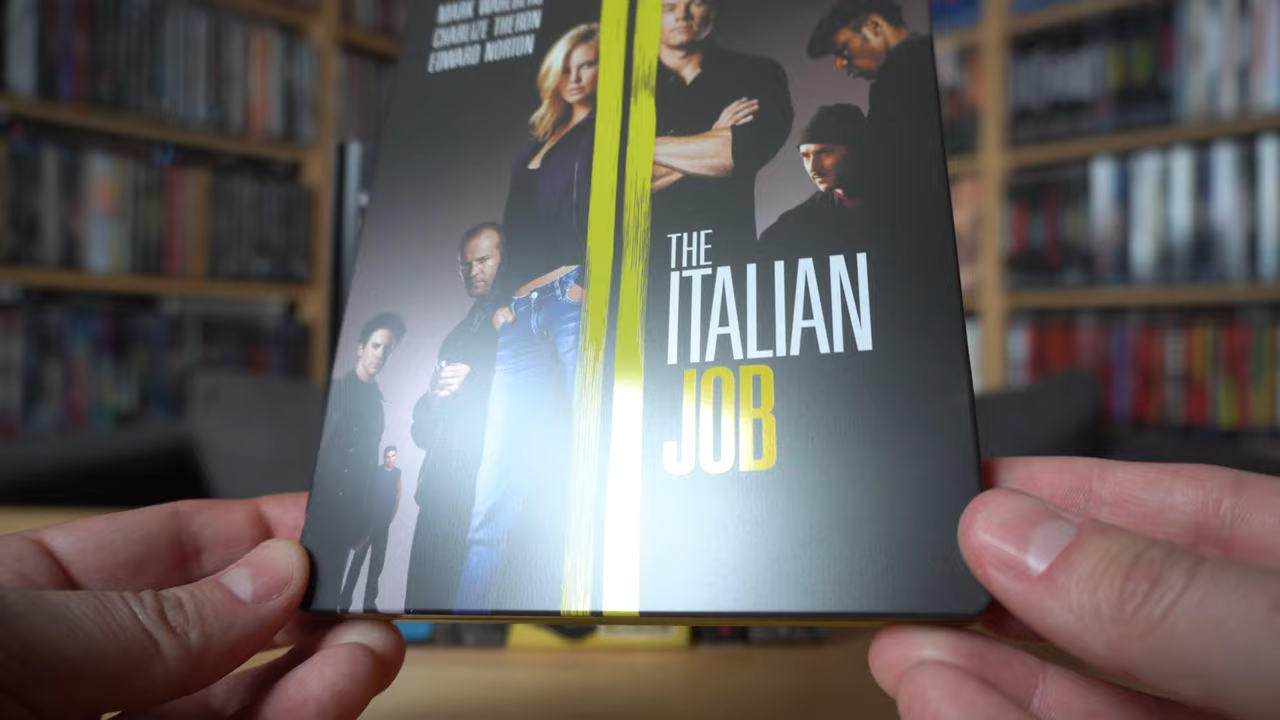 MARK WAHLBERG
CHARLIZE THERON
EDWARD NORTON
THE
ITALIAN
JOB